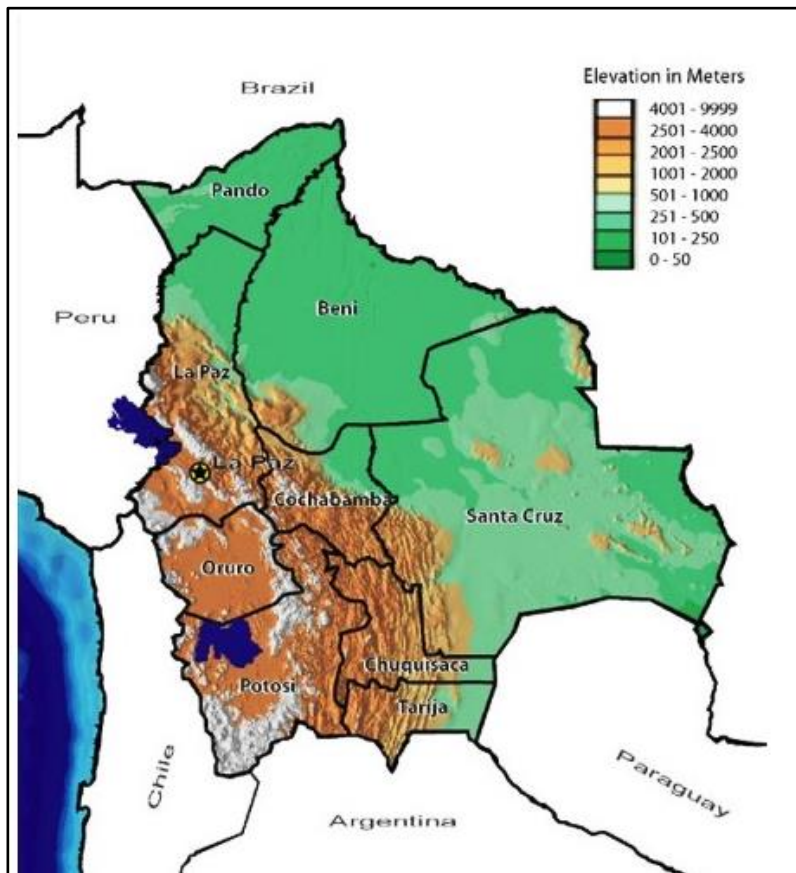 Brazil
Elevation in Meters
4001 - 9999
2501 - 4000
2001 - 2500
1001 - 2000
501 - 1000
251 - 500
101 - 250
0 - 50
Pando
Beni
Peru
La Paz
La Paz
Cochabamba
Santa Cruz
Oruro
Chuquisaca
Potosi
Tarija
Chile
Paraguay
Argentina